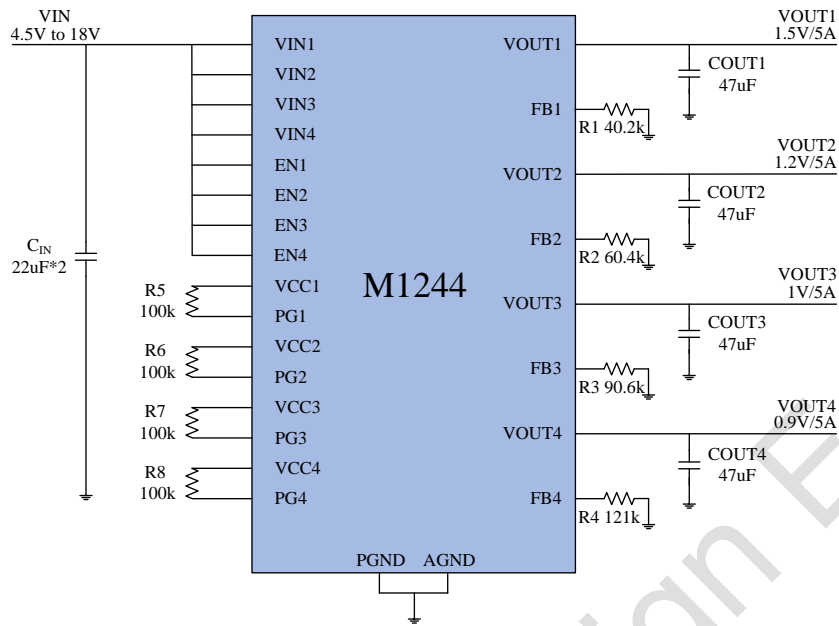 VIN
4.5V to 18V
VIN1
VIN2
VIN3
VIN4
EN1
EN2
EN3
EN4
VCC1
PG1
VCC2
PG2
VCC3
PG3
VCC4
PG4
CIN
22uF*2
R5
100k
R6
100k
R7
100k
R8
100k
M1244
PGND AGND
VOUT1
FB1
VOUT2
FB2
VOUT3
FB3
VOUT4
FB4
VOUT1
1.5V/5A
COUT1
47uF
R1 40.2k
VOUT2
1.2V/5A
COUT2
47uF
R2 60.4k
VOUT3
1V/5A
COUT3
47uF
R3 90.6k
VOUT4
0.9V/5A
COUT4
47uF
R4 121k